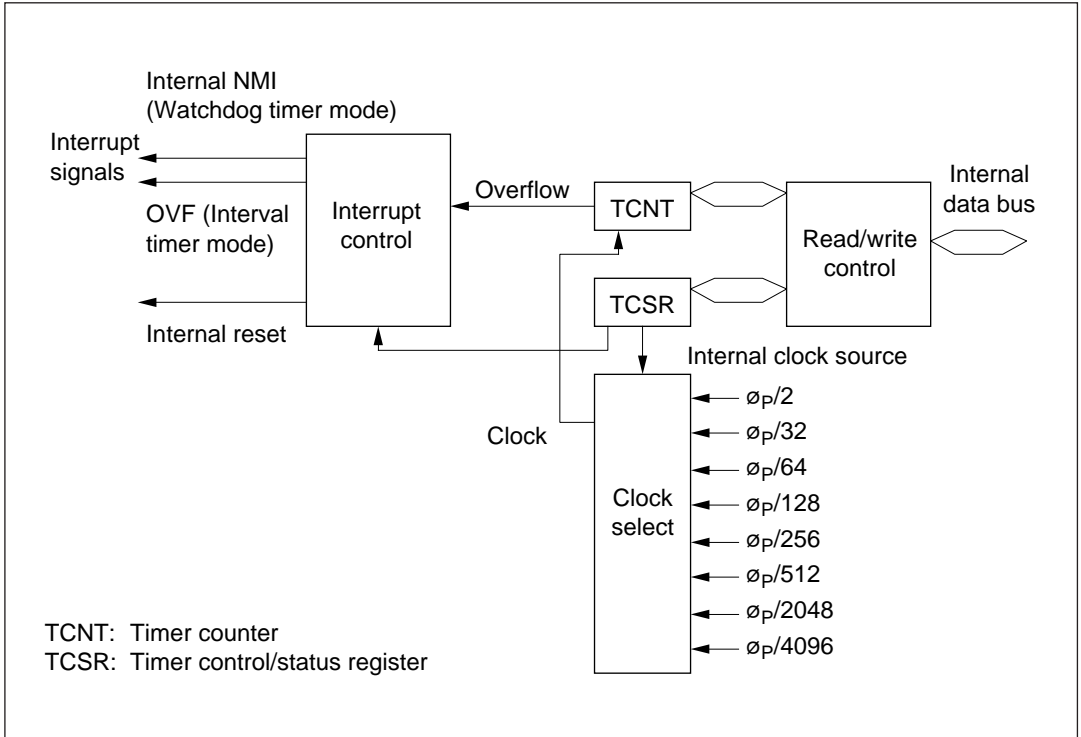 Internal NMI
(Watchdog timer mode)
Interrupt
signals
OVF (Interval
timer mode)
Internal reset
Interrupt
control
Overflow
TCNT
TCSR
Read/write
control
Internal
data bus
Internal clock source
Clock
Clock
select
øP/2
øP/32
øP/64
øP/128
øP/256
øP/512
øP/2048
øP/4096
TCNT: Timer counter
TCSR: Timer control/status register